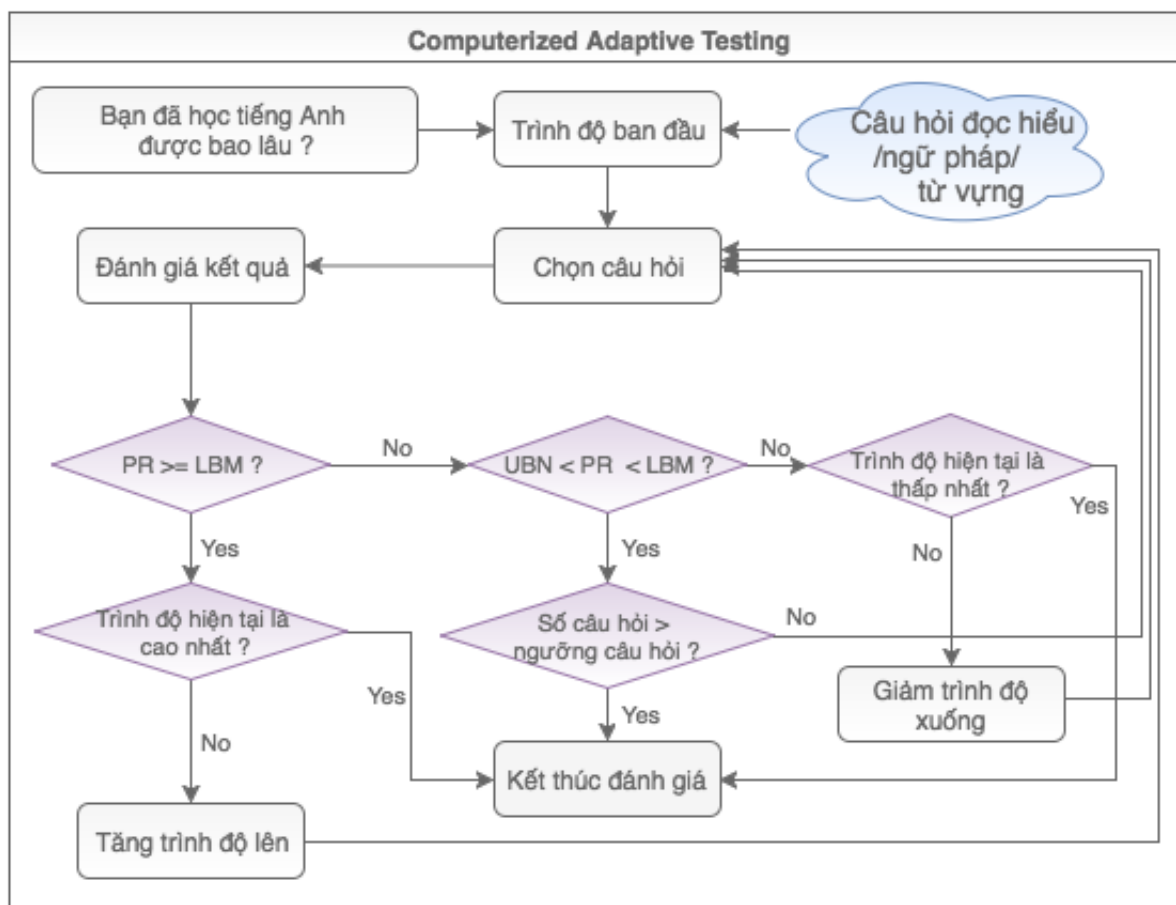 Computerized Adaptive Testing
Bạn đã học tiếng Anh
được bao lâu ?
Trình độ ban đầu
Câu hỏi đọc hiểu
/ngữ pháp/
từ vựng
Đánh giá kết quả
Chọn câu hỏi
PR >= LBM ?
No
UBN < PR < LBM ?
No
Trình độ hiện tại là
thấp nhất ?
Yes
Yes
Yes
No
Trình độ hiện tại là
cao nhất ?
Số câu hỏi >
ngưỡng câu hỏi ?
No
Yes
Yes
Giảm trình độ
xuống
No
Kết thúc đánh giá
Tăng trình độ lên